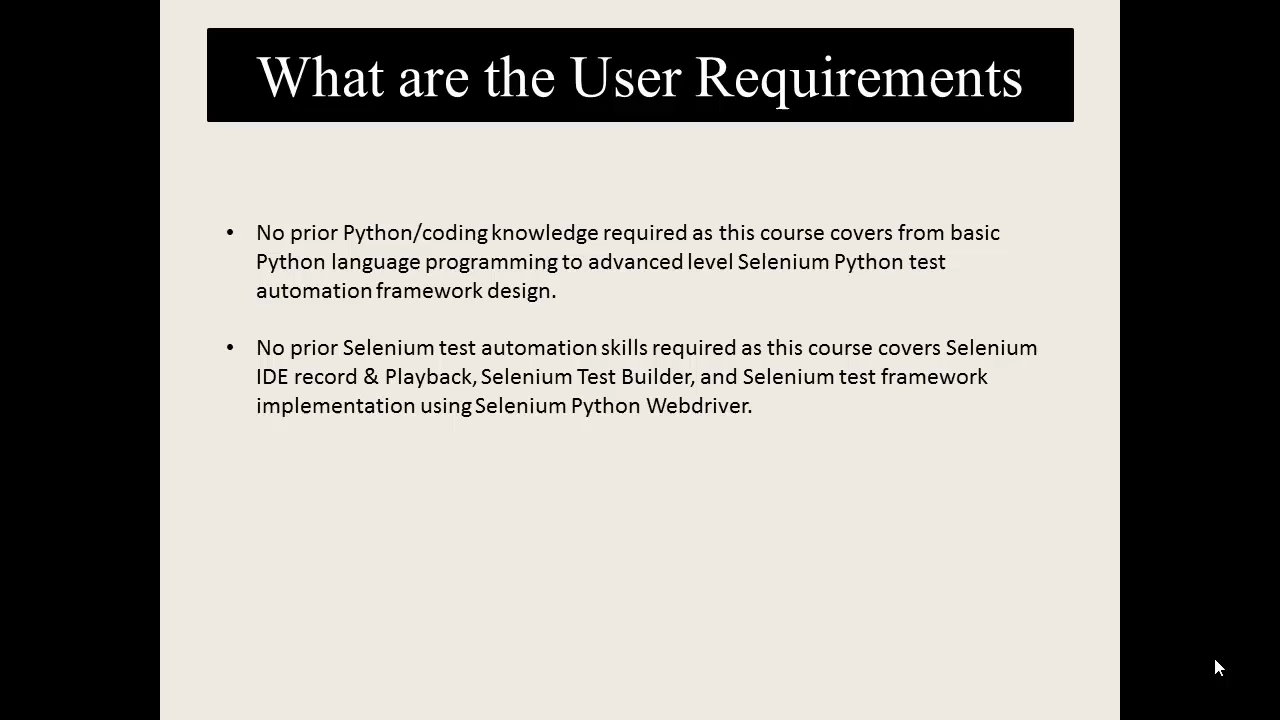 What are the User Requirements
• No prior Python/coding knowledge required as this course covers from basic
Python language programming to advanced level Selenium Python test
automation framework design.
• No prior Selenium test automation skills required as this course covers Selenium
IDE record & Playback, Selenium Test Builder, and Selenium test framework
implementation using Selenium Python Webdriver.